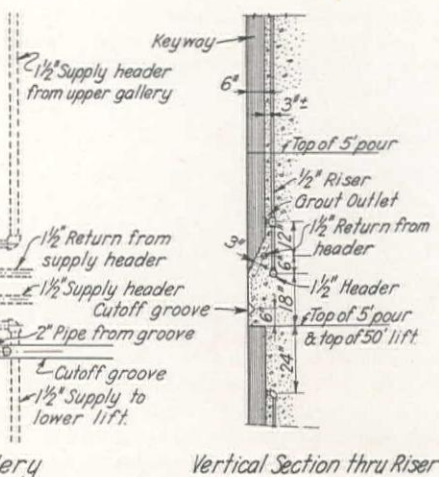 1½" Supply header
from upper gallery
1½" Return from
supply header
1½" Supply header
2" Pipe from groove
Cutoff groove
1½" Supply to
lower lift.
lery
Keyway
6"
3"±
Top of 5' pour
½" Riser
Grout Outlet
1½" Return from
header
12"
3"
6"
1½" Header
18"
Cutoff groove
6"
Top of 5' pour
& top of 50' lift
24"
Vertical Section thru Riser